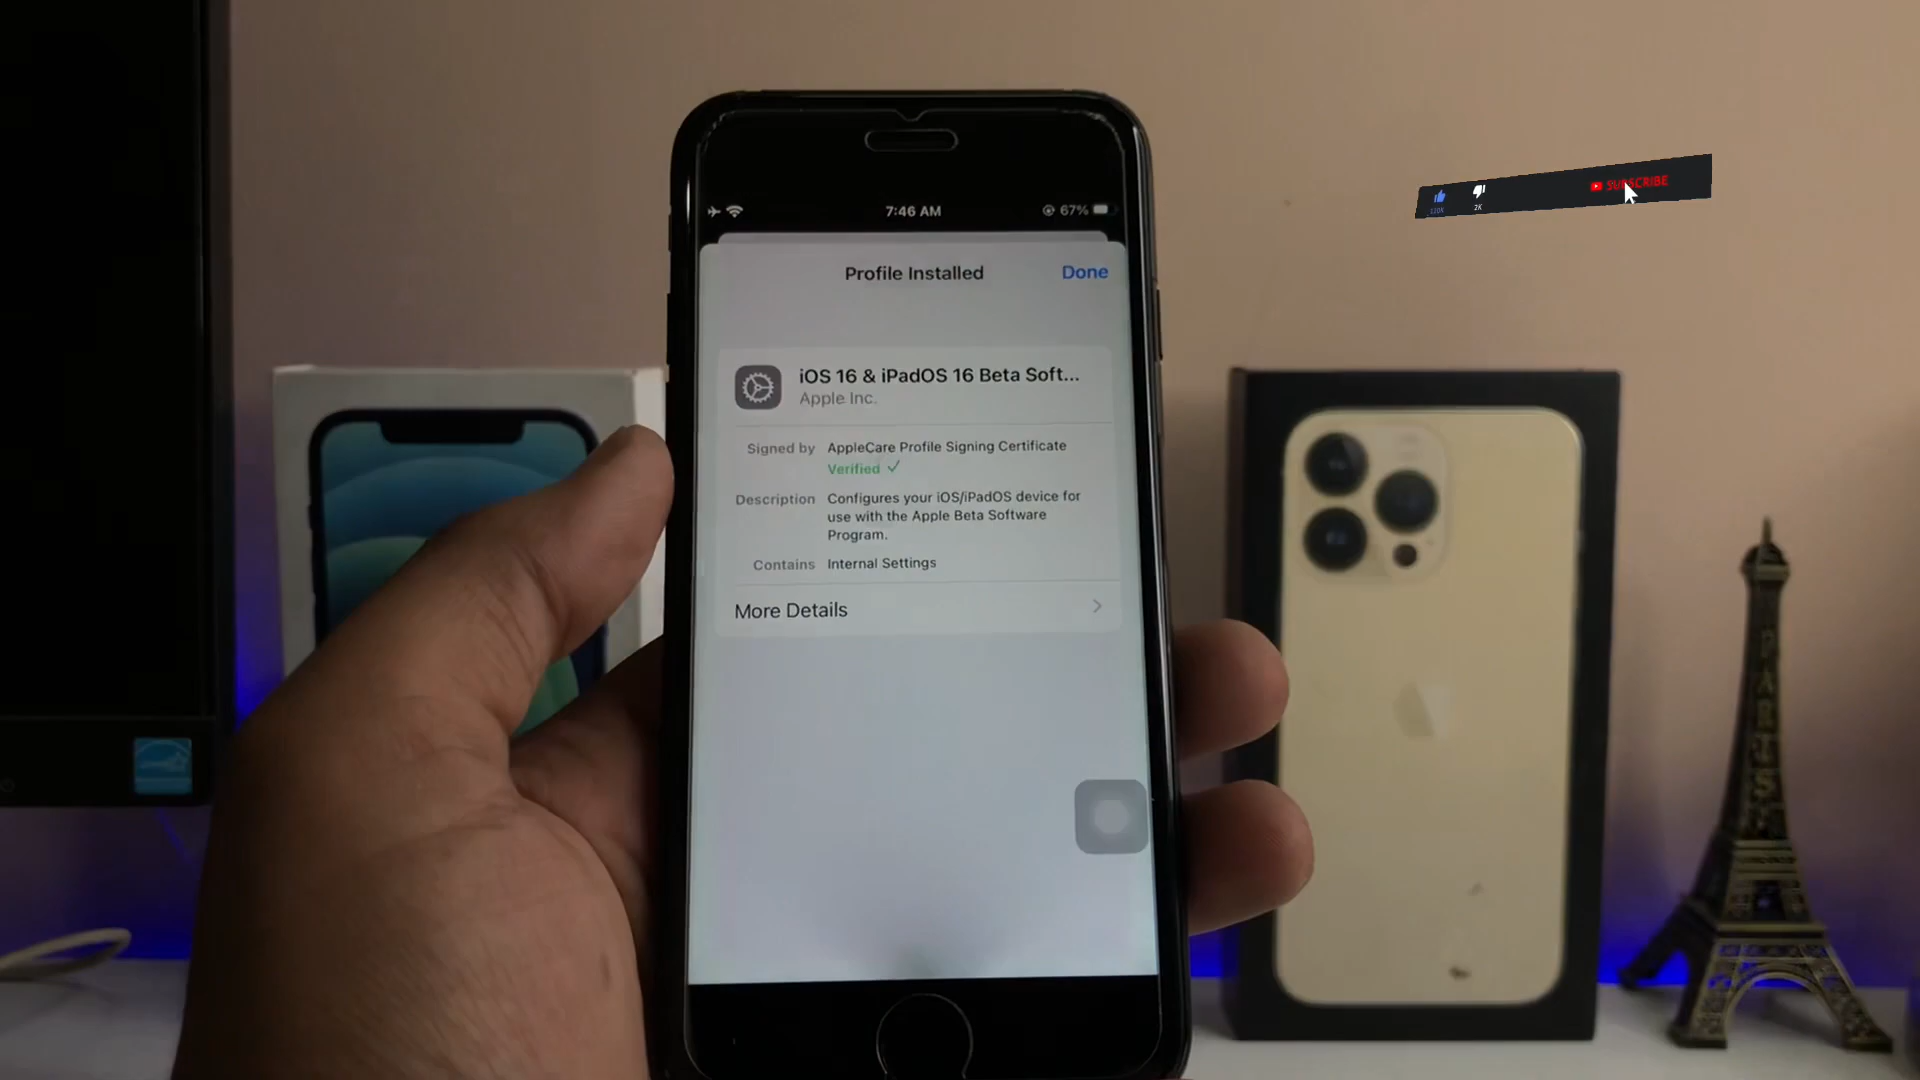 7:46 AM
67%
Profile Installed
Done
iOS 16 & iPadOS 16 Beta Soft...
Apple Inc.
Signed by AppleCare Profile Signing Certificate
Verified ✓
Description Configures your iOS/iPadOS device for
use with the Apple Beta Software
Program.
Contains Internal Settings
More Details
2K
SUBSCRIBE
PARIS